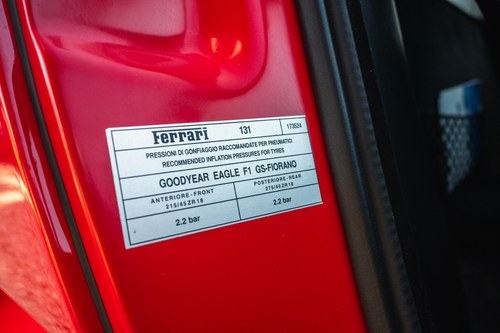 Ferrari 131 173524
PRESSIONI DI GONFIAGGIO RACCOMANDATE PER PNEUMATICI
RECOMMENDED INFLATION PRESSURES FOR TYRES
GOODYEAR EAGLE F1 GS-FIORANO
ANTERIORE-FRONT POSTERIORE-REAR
215/45ZR18 275/40ZR18
2.2 bar 2.2 bar